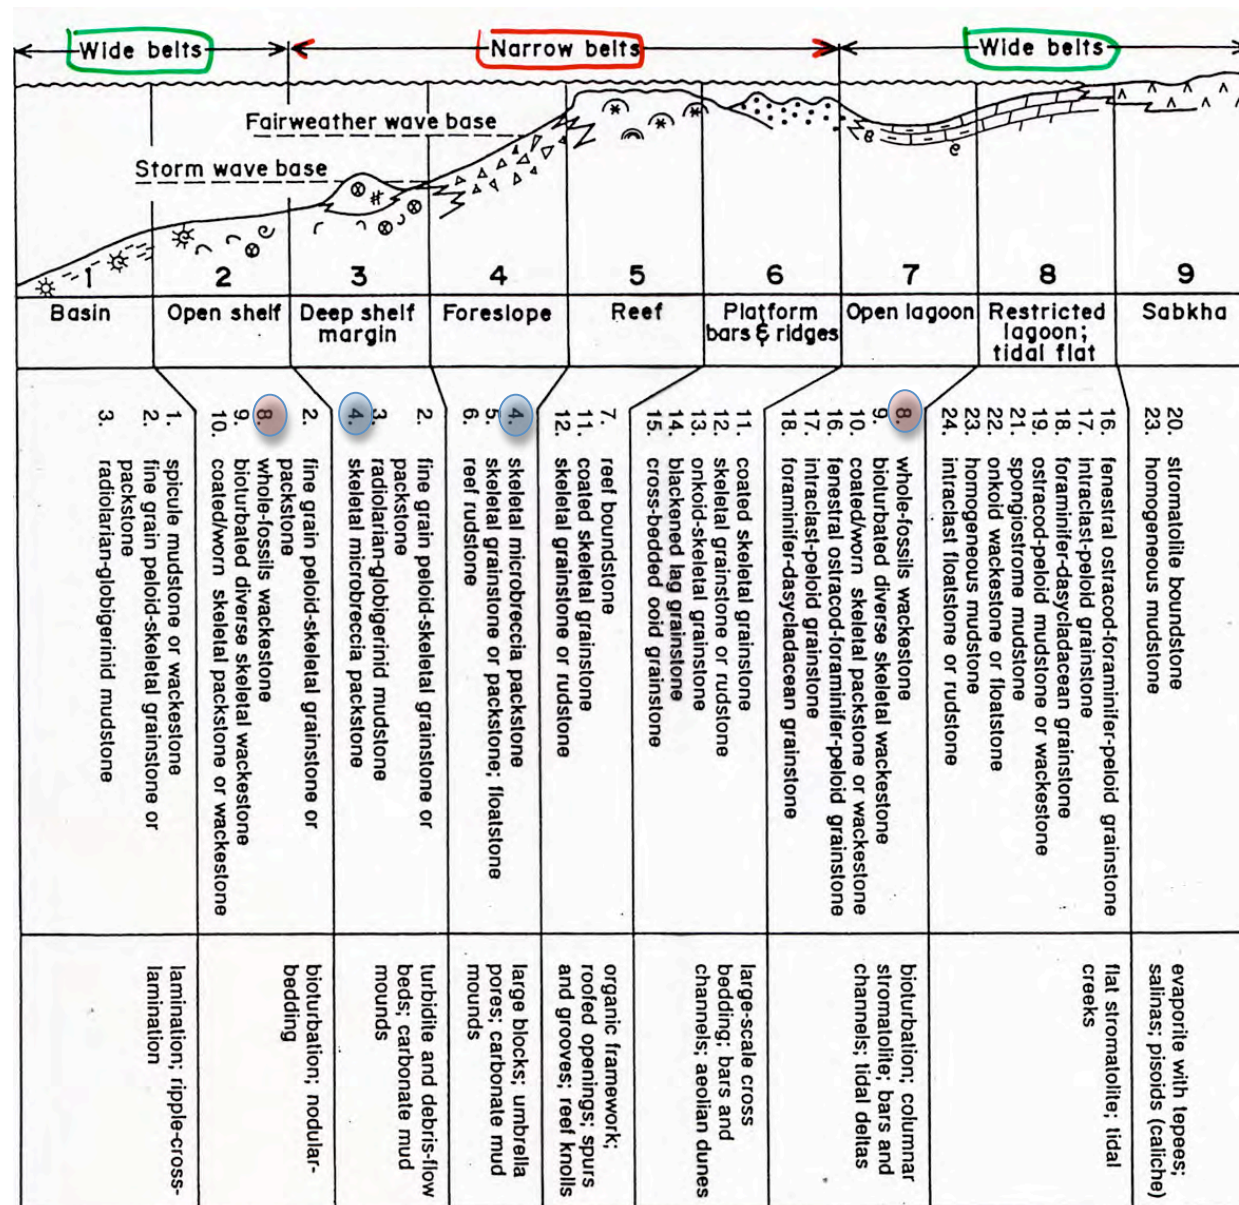 Wide belts
Narrow belts
Wide belts
Fairweather wave base
Storm wave base
1
2
3
4
5
6
7
8
9
Basin
Open shelf
Deep shelf
margin
Foreslope
Reef
Platform
bars & ridges
Open lagoon
Restricted
lagoon;
tidal flat
Sabkha
1. spicule mudstone or wackestone
2. fine grain peloid-skeletal grainstone or
packstone
3. radiolarian-globigerinid mudstone
2. fine grain peloid-skeletal grainstone or
packstone
8. whole-fossils wackestone
9. bioturbated diverse skeletal wackestone
10. coated/worn skeletal packstone or wackestone
2. fine grain peloid-skeletal grainstone or
packstone
3. radiolarian-globigerinid mudstone
4. skeletal microbreccia packstone
4. skeletal microbreccia packstone
5. skeletal grainstone or packstone; floatstone
6. reef rudstone
7. reef boundstone
11. coated skeletal grainstone
12. skeletal grainstone or rudstone
11. coated skeletal grainstone
12. skeletal grainstone or rudstone
13. onkoid-skeletal grainstone
14. blackened lag grainstone
15. cross-bedded ooid grainstone
8. whole-fossils wackestone
9. bioturbated diverse skeletal wackestone
10. coated/worn skeletal packstone or wackestone
16. fenestral ostracod-foraminifer-peloid grainstone
17. intraclast-peloid grainstone
18. foraminifer-dasycladacean grainstone
16. fenestral ostracod-foraminifer-peloid grainstone
17. intraclast-peloid grainstone
18. foraminifer-dasycladacean grainstone
19. ostracod-peloid mudstone or wackestone
21. spongiostrome mudstone
22. onkoid wackestone or floatstone
23. homogeneous mudstone
24. intraclast floatstone or rudstone
20. stromatolite boundstone
23. homogeneous mudstone
lamination; ripple-cross-
lamination
bioturbation; nodular-
bedding
turbidite and debris-flow
beds; carbonate mud
mounds
large blocks; umbrella
pores; carbonate mud
mounds
organic framework;
roofed openings; spurs
and grooves; reef knolls
large-scale cross
bedding; bars and
channels; aeolian dunes
bioturbation; columnar
stromatolite; bars and
channels; tidal deltas
flat stromatolite; tidal
creeks
evaporite with tepees;
salinas; pisoids (caliche)